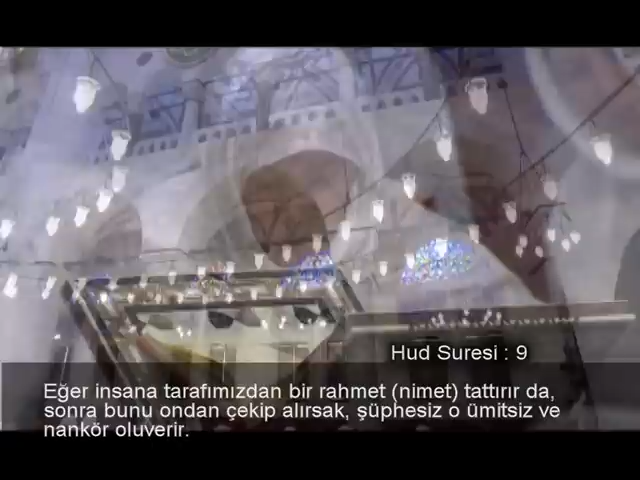 Hud Suresi : 9
Eğer insana tarafımızdan bir rahmet (nimet) tattırır da,
sonra bunu ondan çekip alırsak, şüphesiz o ümitsiz ve
nankör oluverir.